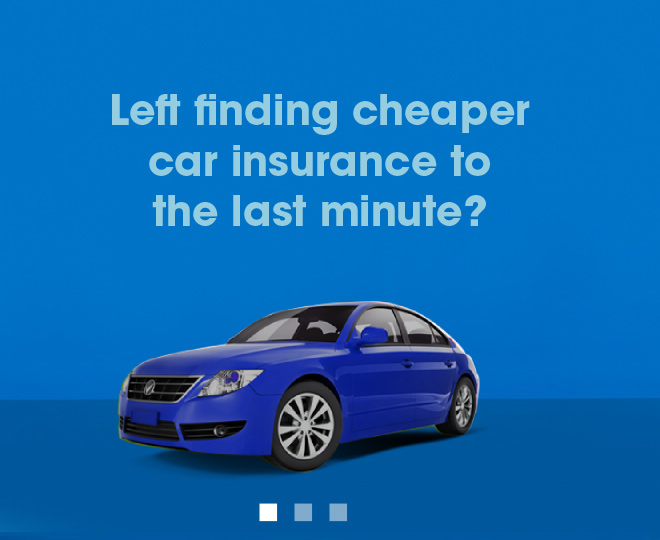 Left finding cheaper
car insurance to
the last minute?